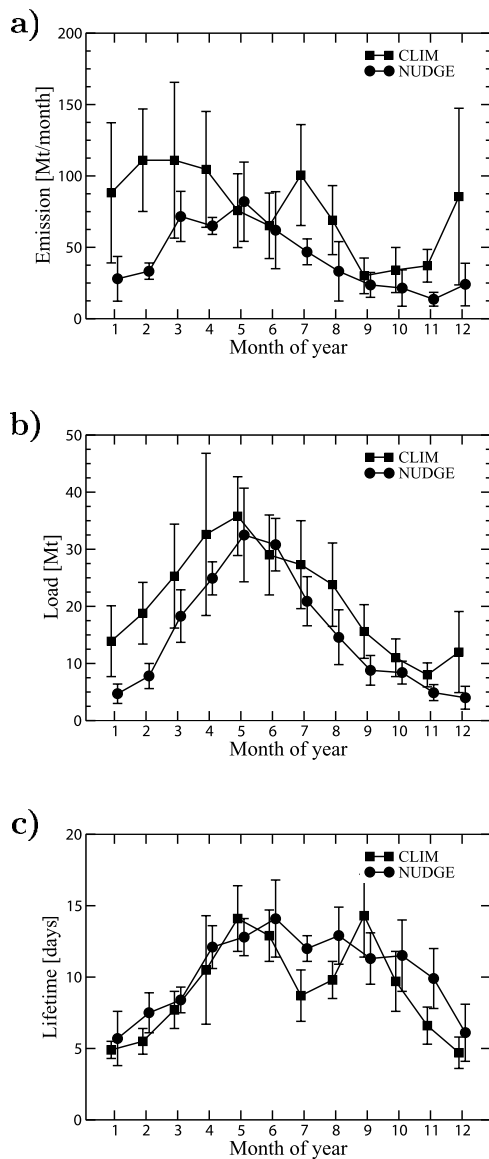 a)
200
150
100
50
0
Emission [Mt/month]
CLIM
NUDGE
1 2 3 4 5 6 7 8 9 10 11 12
Month of year
b)
50
40
30
20
10
0
Load [Mt]
CLIM
NUDGE
1 2 3 4 5 6 7 8 9 10 11 12
Month of year
c)
20
15
10
5
0
Lifetime [days]
CLIM
NUDGE
1 2 3 4 5 6 7 8 9 10 11 12
Month of year